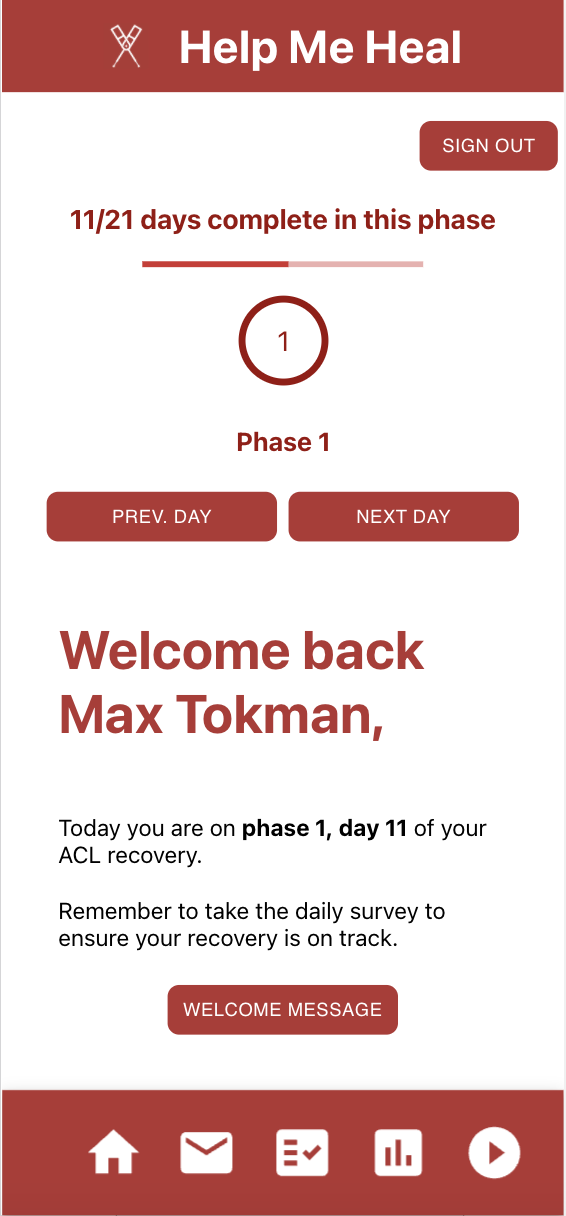 Help Me Heal
SIGN OUT
11/21 days complete in this phase
1
Phase 1
PREV. DAY
NEXT DAY
Welcome back
Max Tokman,
Today you are on phase 1, day 11 of your
ACL recovery.
Remember to take the daily survey to
ensure your recovery is on track.
WELCOME MESSAGE